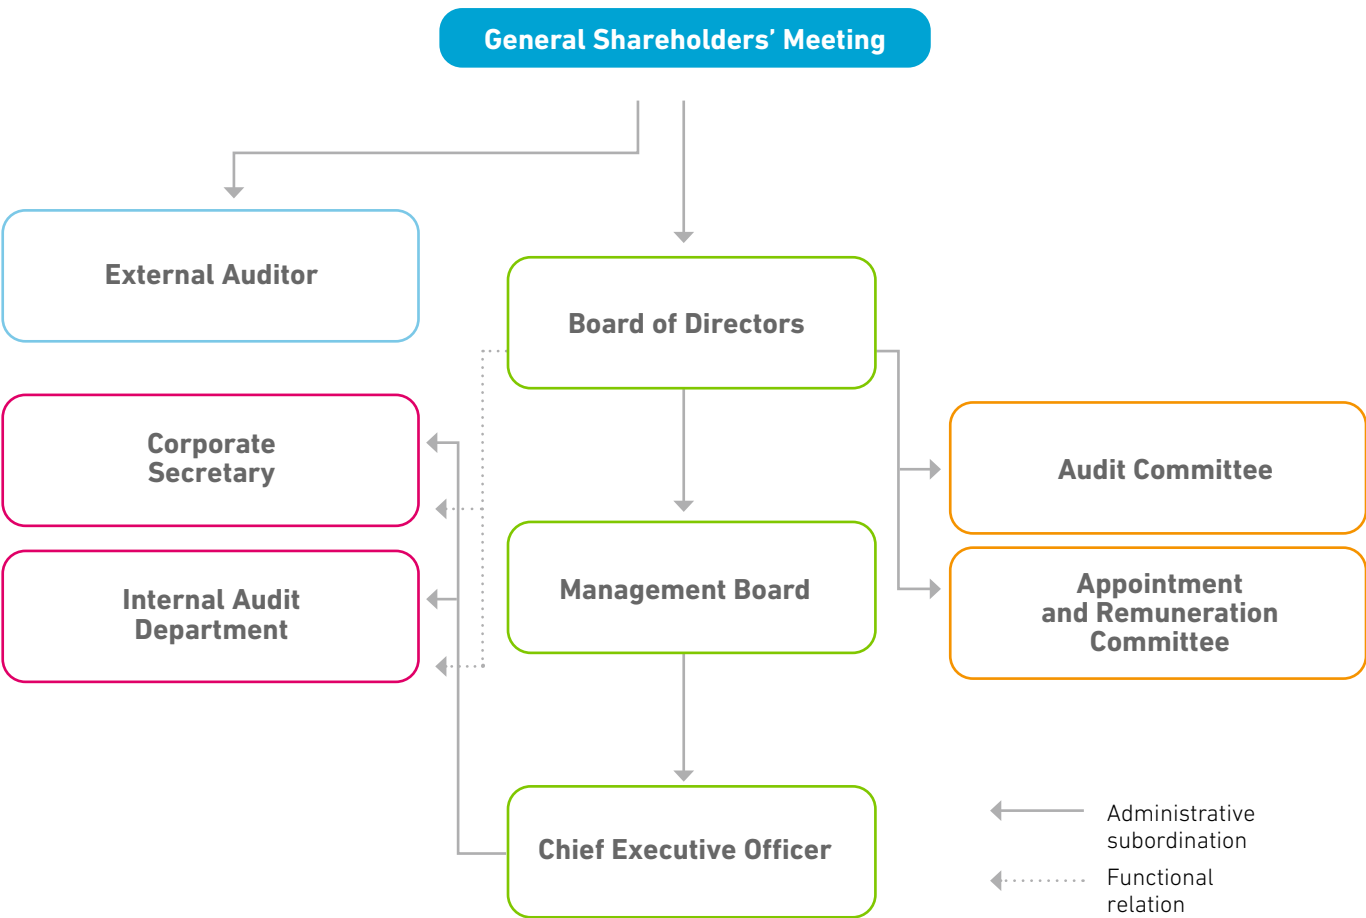 General Shareholders’ Meeting
External Auditor
Board of Directors
Corporate
Secretary
Audit Committee
Internal Audit
Department
Management Board
Appointment
and Remuneration
Committee
Chief Executive Officer
Administrative
subordination
Functional
relation